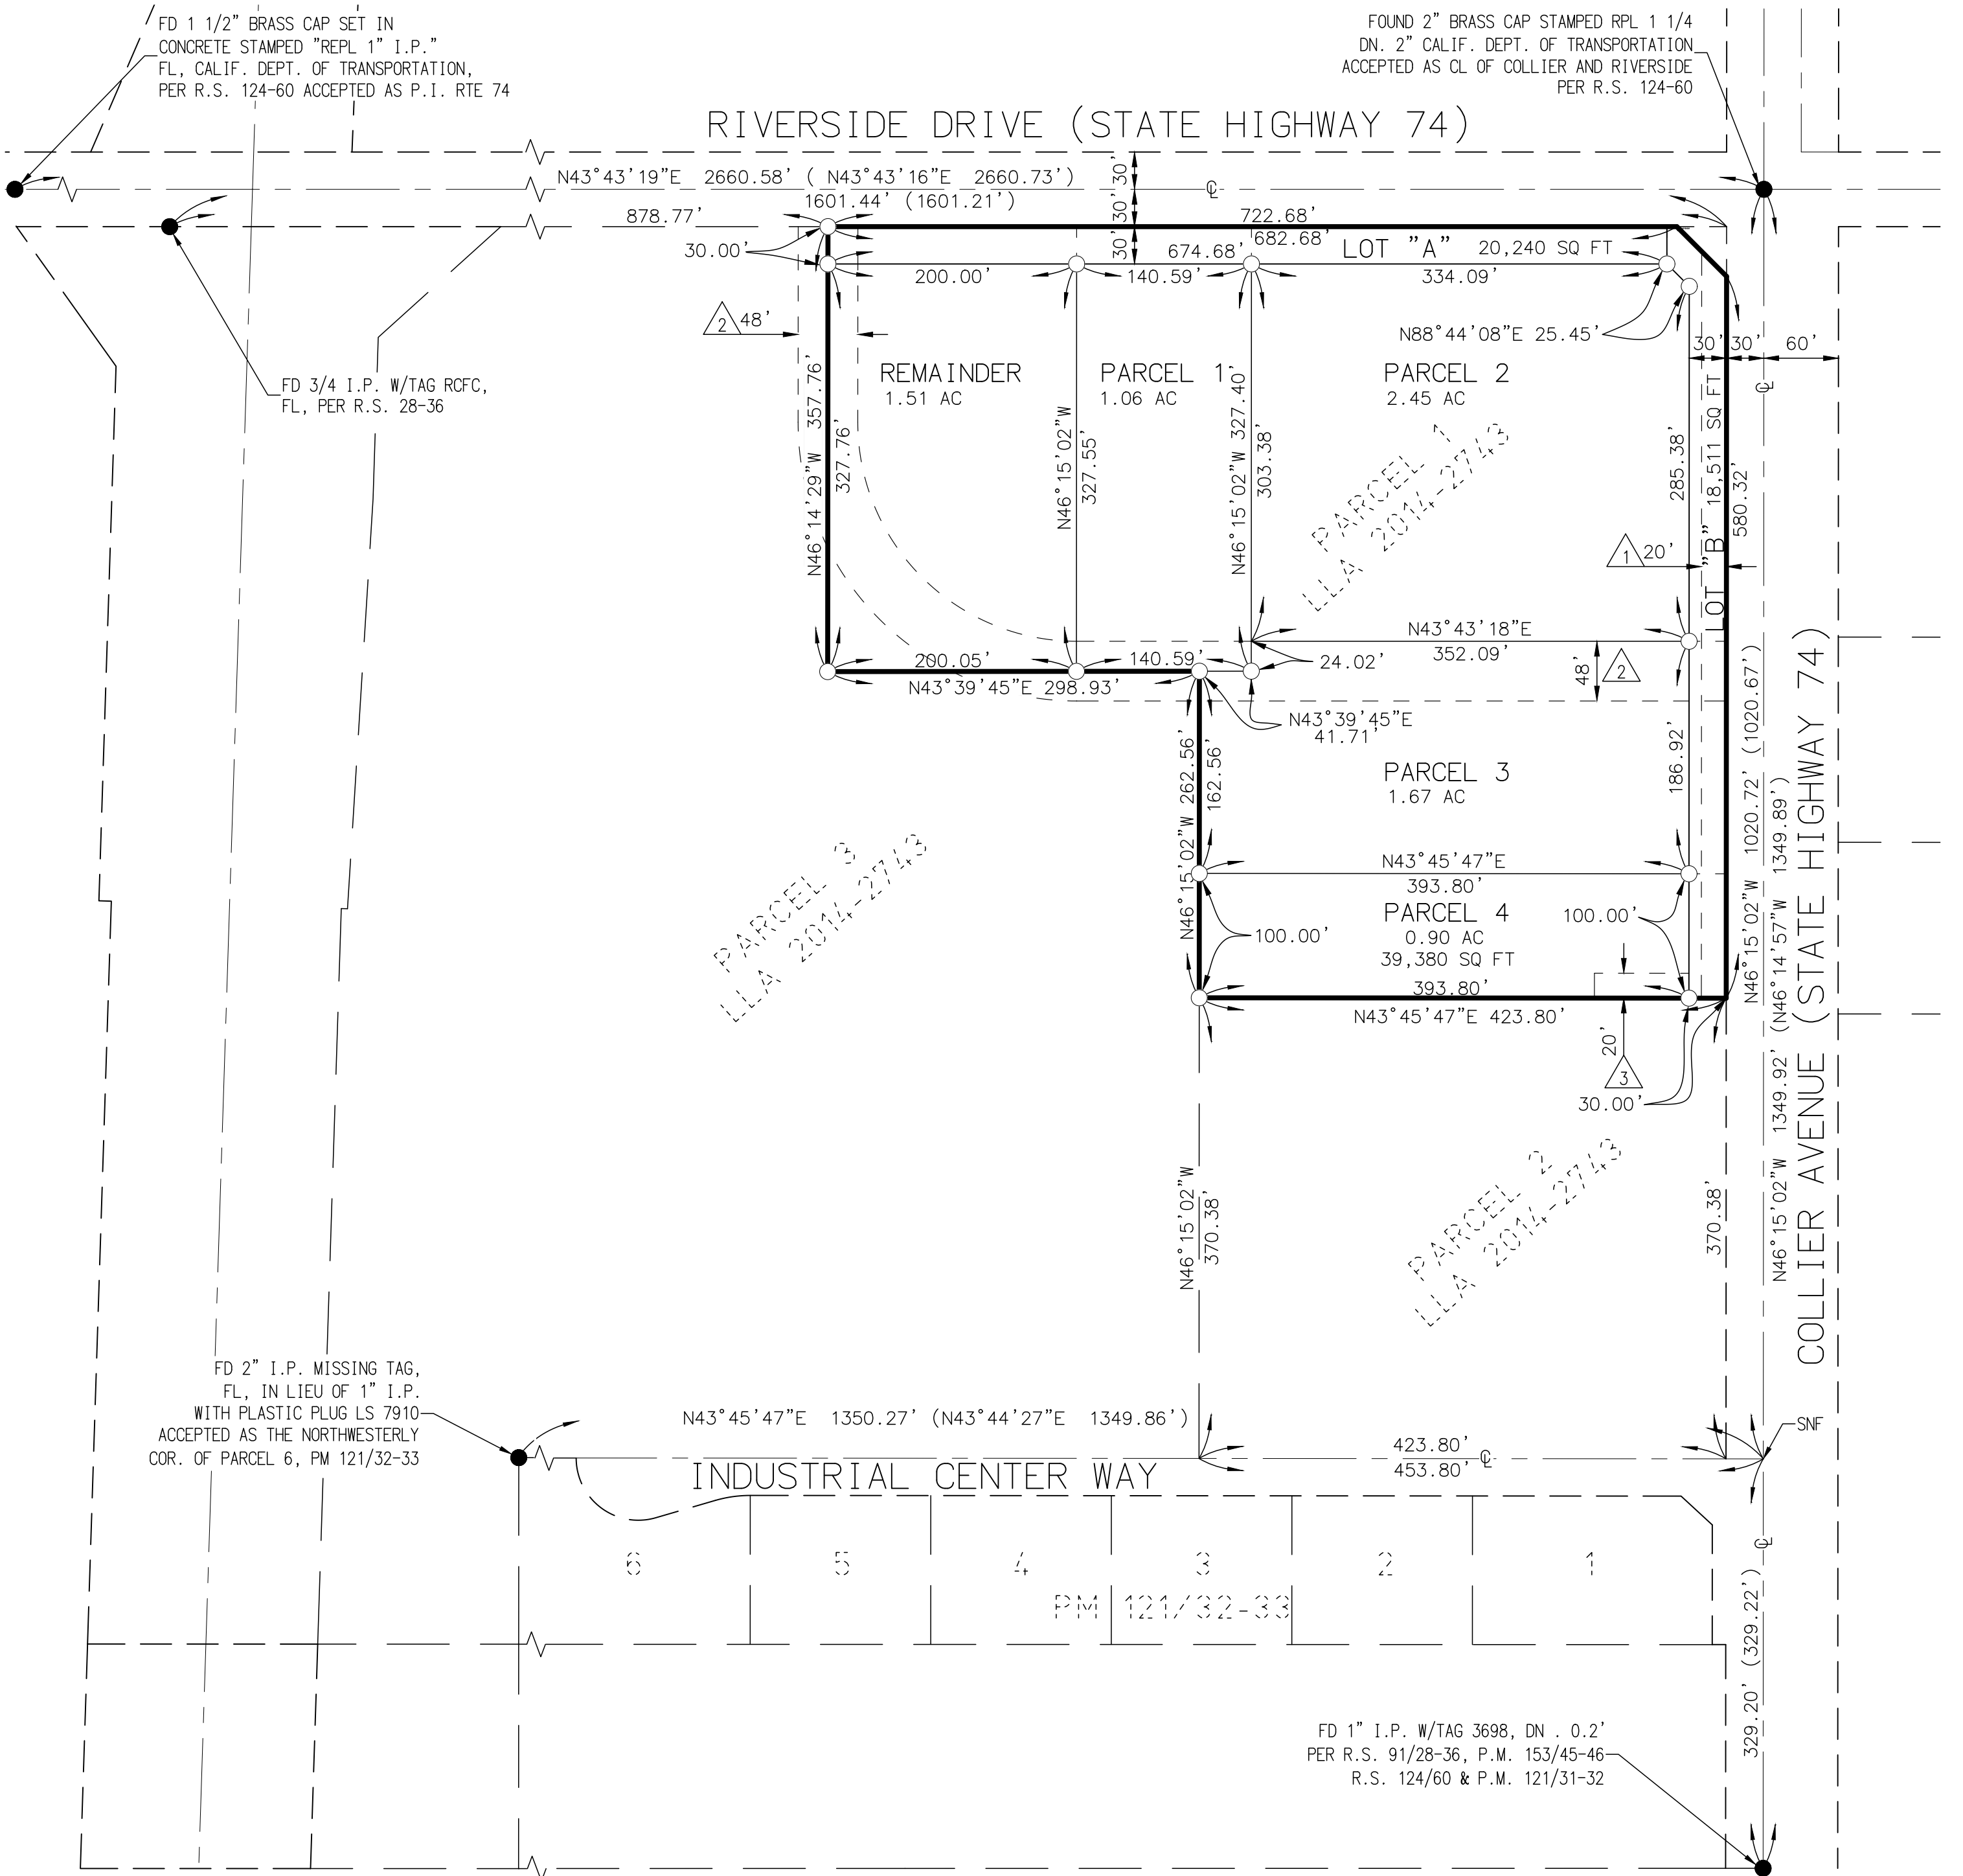 FD 1 1/2" BRASS CAP SET IN
CONCRETE STAMPED "REPL 1" I.P."
FL, CALIF. DEPT. OF TRANSPORTATION,
PER R.S. 124-60 ACCEPTED AS P.I. RTE 74
FOUND 2" BRASS CAP STAMPED RPL 1 1/4
DN. 2" CALIF. DEPT. OF TRANSPORTATION
ACCEPTED AS CL OF COLLIER AND RIVERSIDE
PER R.S. 124-60
RIVERSIDE DRIVE (STATE HIGHWAY 74)
N43°43'19"E 2660.58' ( N43°43'16"E 2660.73')
30'
1601.44' (1601.21')
30'
878.77'
722.68'
30'
682.68'
674.68'
LOT "A" 20,240 SQ FT
30.00'
200.00'
140.59'
334.09'
2 48'
N88°44'08"E 25.45'
30' 30' 60'
FD 3/4 I.P. W/TAG RCFC,
FL, PER R.S. 28-36
REMAINDER
1.51 AC
PARCEL 1
1.06 AC
PARCEL 2
2.45 AC
N46°14'29"W 357.76'
327.76'
N46°15'02"W
327.55'
N46°15'02"W 327.40'
303.38'
PARCEL 1
LLA 2014-2743
285.38'
LOT "B" 18,511 SQ FT
580.32'
1 20'
N43°43'18"E
352.09'
24.02'
48' 2
200.05'
140.59'
N43°39'45"E 298.93'
N43°39'45"E
41.71'
N46°15'02"W 262.56'
162.56'
PARCEL 3
1.67 AC
186.92'
N43°45'47"E
393.80'
PARCEL 4
0.90 AC
39,380 SQ FT
100.00'
100.00'
393.80'
N43°45'47"E 423.80'
20'
3
30.00'
N46°15'02"W 1020.72' (1020.67')
N46°15'02"W 1349.92' (N46°14'57"W 1349.89')
COLLIER AVENUE (STATE HIGHWAY 74)
PARCEL 3
LLA 2014-2743
PARCEL 2
LLA 2014-2743
N46°15'02"W
370.38'
370.38'
FD 2" I.P. MISSING TAG,
FL, IN LIEU OF 1" I.P.
WITH PLASTIC PLUG LS 7910
ACCEPTED AS THE NORTHWESTERLY
COR. OF PARCEL 6, PM 121/32-33
N43°45'47"E 1350.27' (N43°44'27"E 1349.86')
SNF
423.80'
453.80'
INDUSTRIAL CENTER WAY
6 5 4 3 2 1
PM 121/32-33
329.20' (329.22')
FD 1" I.P. W/TAG 3698, DN . 0.2'
PER R.S. 91/28-36, P.M. 153/45-46
R.S. 124/60 & P.M. 121/31-32